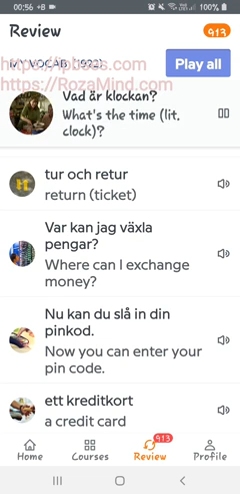 00:56 +B
100%
Review
913
https://apbests.com
MY VOCAB (1922)
Play all
https://RozaMind.com
Vad är klockan?
What's the time (lit.
clock)?
tur och retur
return (ticket)
Var kan jag växla
pengar?
Where can I exchange
money?
Nu kan du slå in din
pinkod.
Now you can enter your
pin code.
ett kreditkort
a credit card
913
Home Courses Review Profile